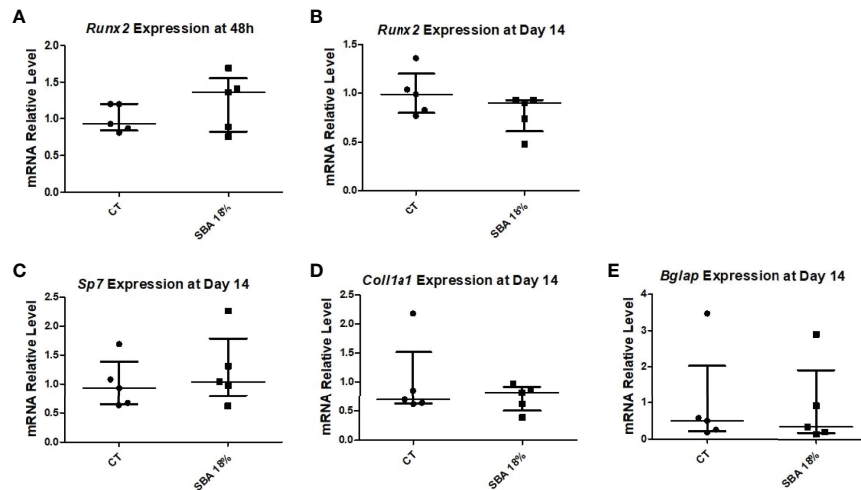 A
Runx2 Expression at 48h
mRNA Relative Level
2.0
1.5
1.0
0.5
0.0
CT
SBA 18%
B
Runx2 Expression at Day 14
mRNA Relative Level
1.5
1.0
0.5
0.0
CT
SBA 18%
C
Sp7 Expression at Day 14
mRNA Relative Level
2.5
2.0
1.5
1.0
0.5
0.0
CT
SBA 18%
D
Coll1a1 Expression at Day 14
mRNA Relative Level
2.5
2.0
1.5
1.0
0.5
0.0
CT
SBA 18%
E
Bglap Expression at Day 14
mRNA Relative Level
4
3
2
1
0
CT
SBA 18%